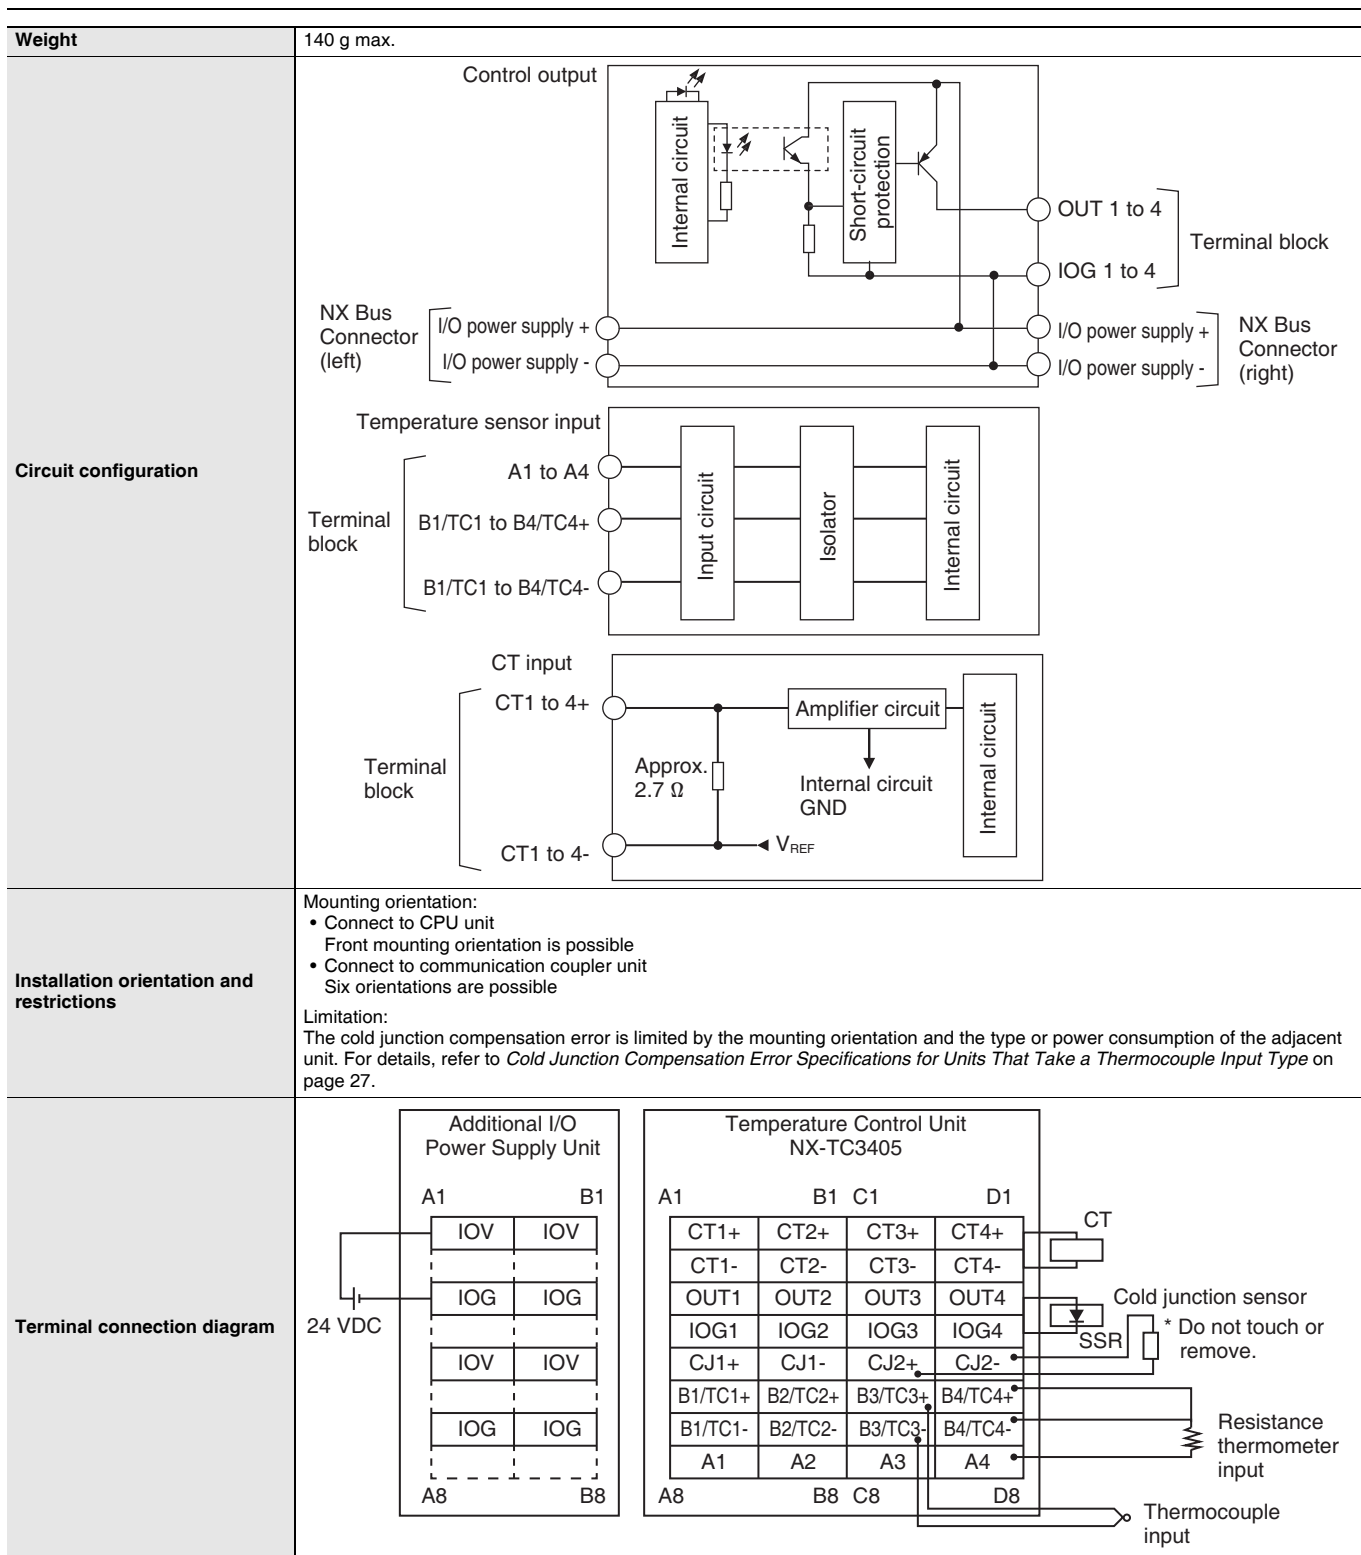 Weight
140 g max.
Circuit configuration
Control output
Internal circuit
Short-circuit
protection
OUT 1 to 4
IOG 1 to 4
Terminal block
NX Bus
Connector
(left)
I/O power supply +
I/O power supply -
I/O power supply +
I/O power supply -
NX Bus
Connector
(right)
Temperature sensor input
Terminal
block
A1 to A4
B1/TC1 to B4/TC4+
B1/TC1 to B4/TC4-
Input circuit
Isolator
Internal circuit
CT input
Terminal
block
CT1 to 4+
CT1 to 4-
Approx.
2.7 Ω
Amplifier circuit
Internal circuit
GND
VREF
Internal circuit
Installation orientation and
restrictions
Mounting orientation:
• Connect to CPU unit
Front mounting orientation is possible
• Connect to communication coupler unit
Six orientations are possible
Limitation:
The cold junction compensation error is limited by the mounting orientation and the type or power consumption of the adjacent
unit. For details, refer to Cold Junction Compensation Error Specifications for Units That Take a Thermocouple Input Type on
page 27.
Terminal connection diagram
Additional I/O
Power Supply Unit
A1 B1
IOV IOV
IOG IOG
IOV IOV
IOG IOG
A8 B8
24 VDC
Temperature Control Unit
NX-TC3405
A1 B1 C1 D1
CT1+ CT2+ CT3+ CT4+
CT1- CT2- CT3- CT4-
OUT1 OUT2 OUT3 OUT4
IOG1 IOG2 IOG3 IOG4
CJ1+ CJ1- CJ2+ CJ2-
B1/TC1+ B2/TC2+ B3/TC3+ B4/TC4+
B1/TC1- B2/TC2- B3/TC3- B4/TC4-
A1 A2 A3 A4
A8 B8 C8 D8
CT
SSR
Cold junction sensor
* Do not touch or
remove.
Resistance
thermometer
input
Thermocouple
input